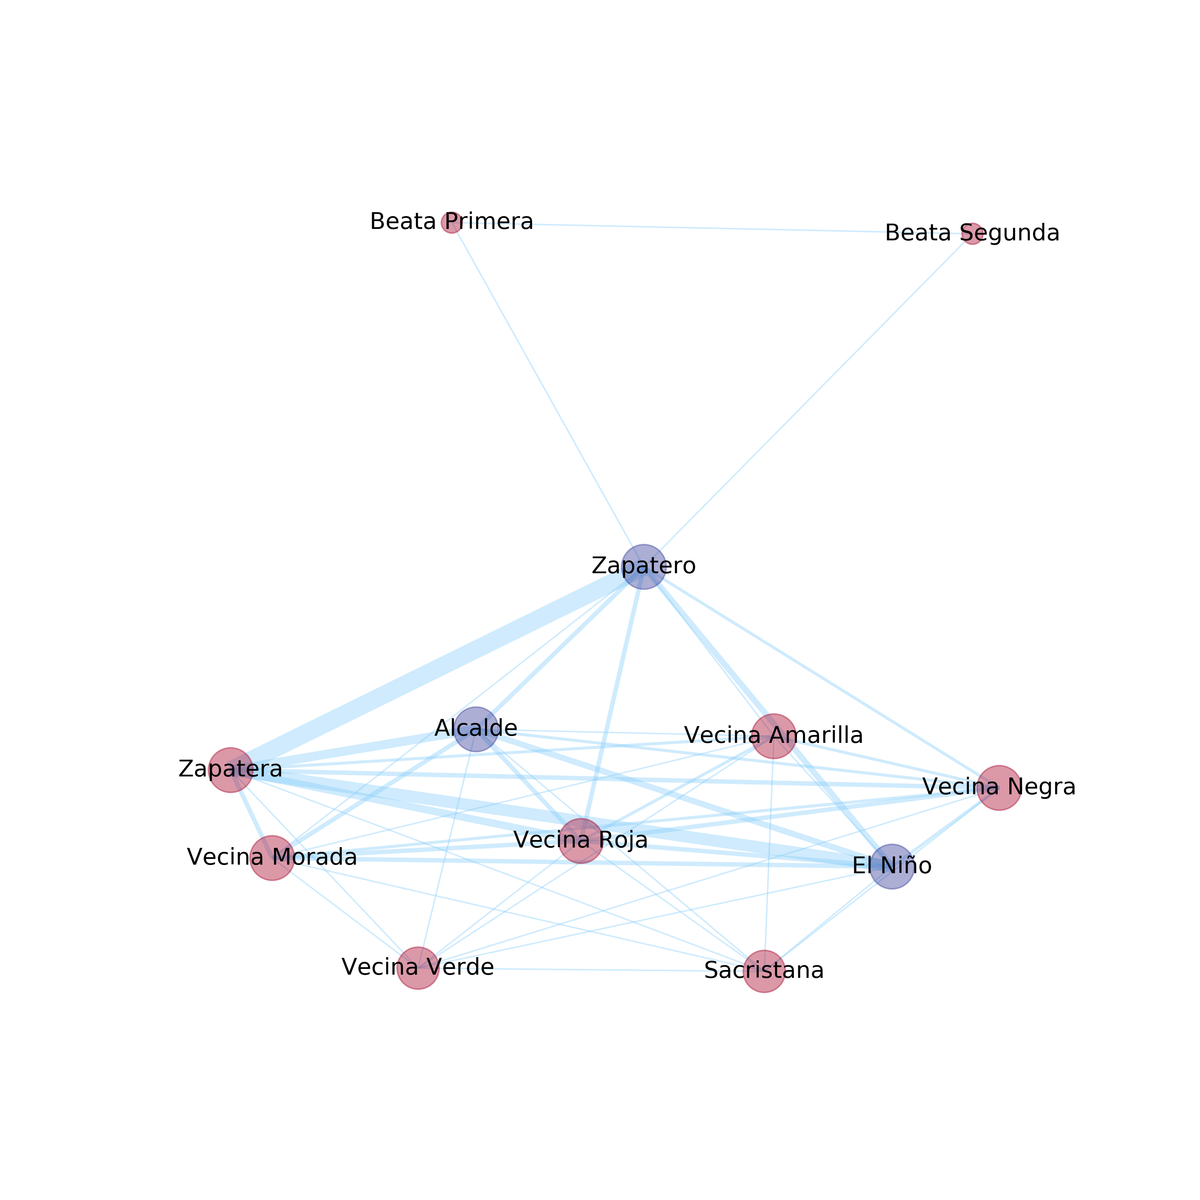 Beata Primera
Beata Segunda
Zapatero
Alcalde
Vecina Amarilla
Zapatera
Vecina Negra
Vecina Roja
Vecina Morada
El Niño
Vecina Verde
Sacristana